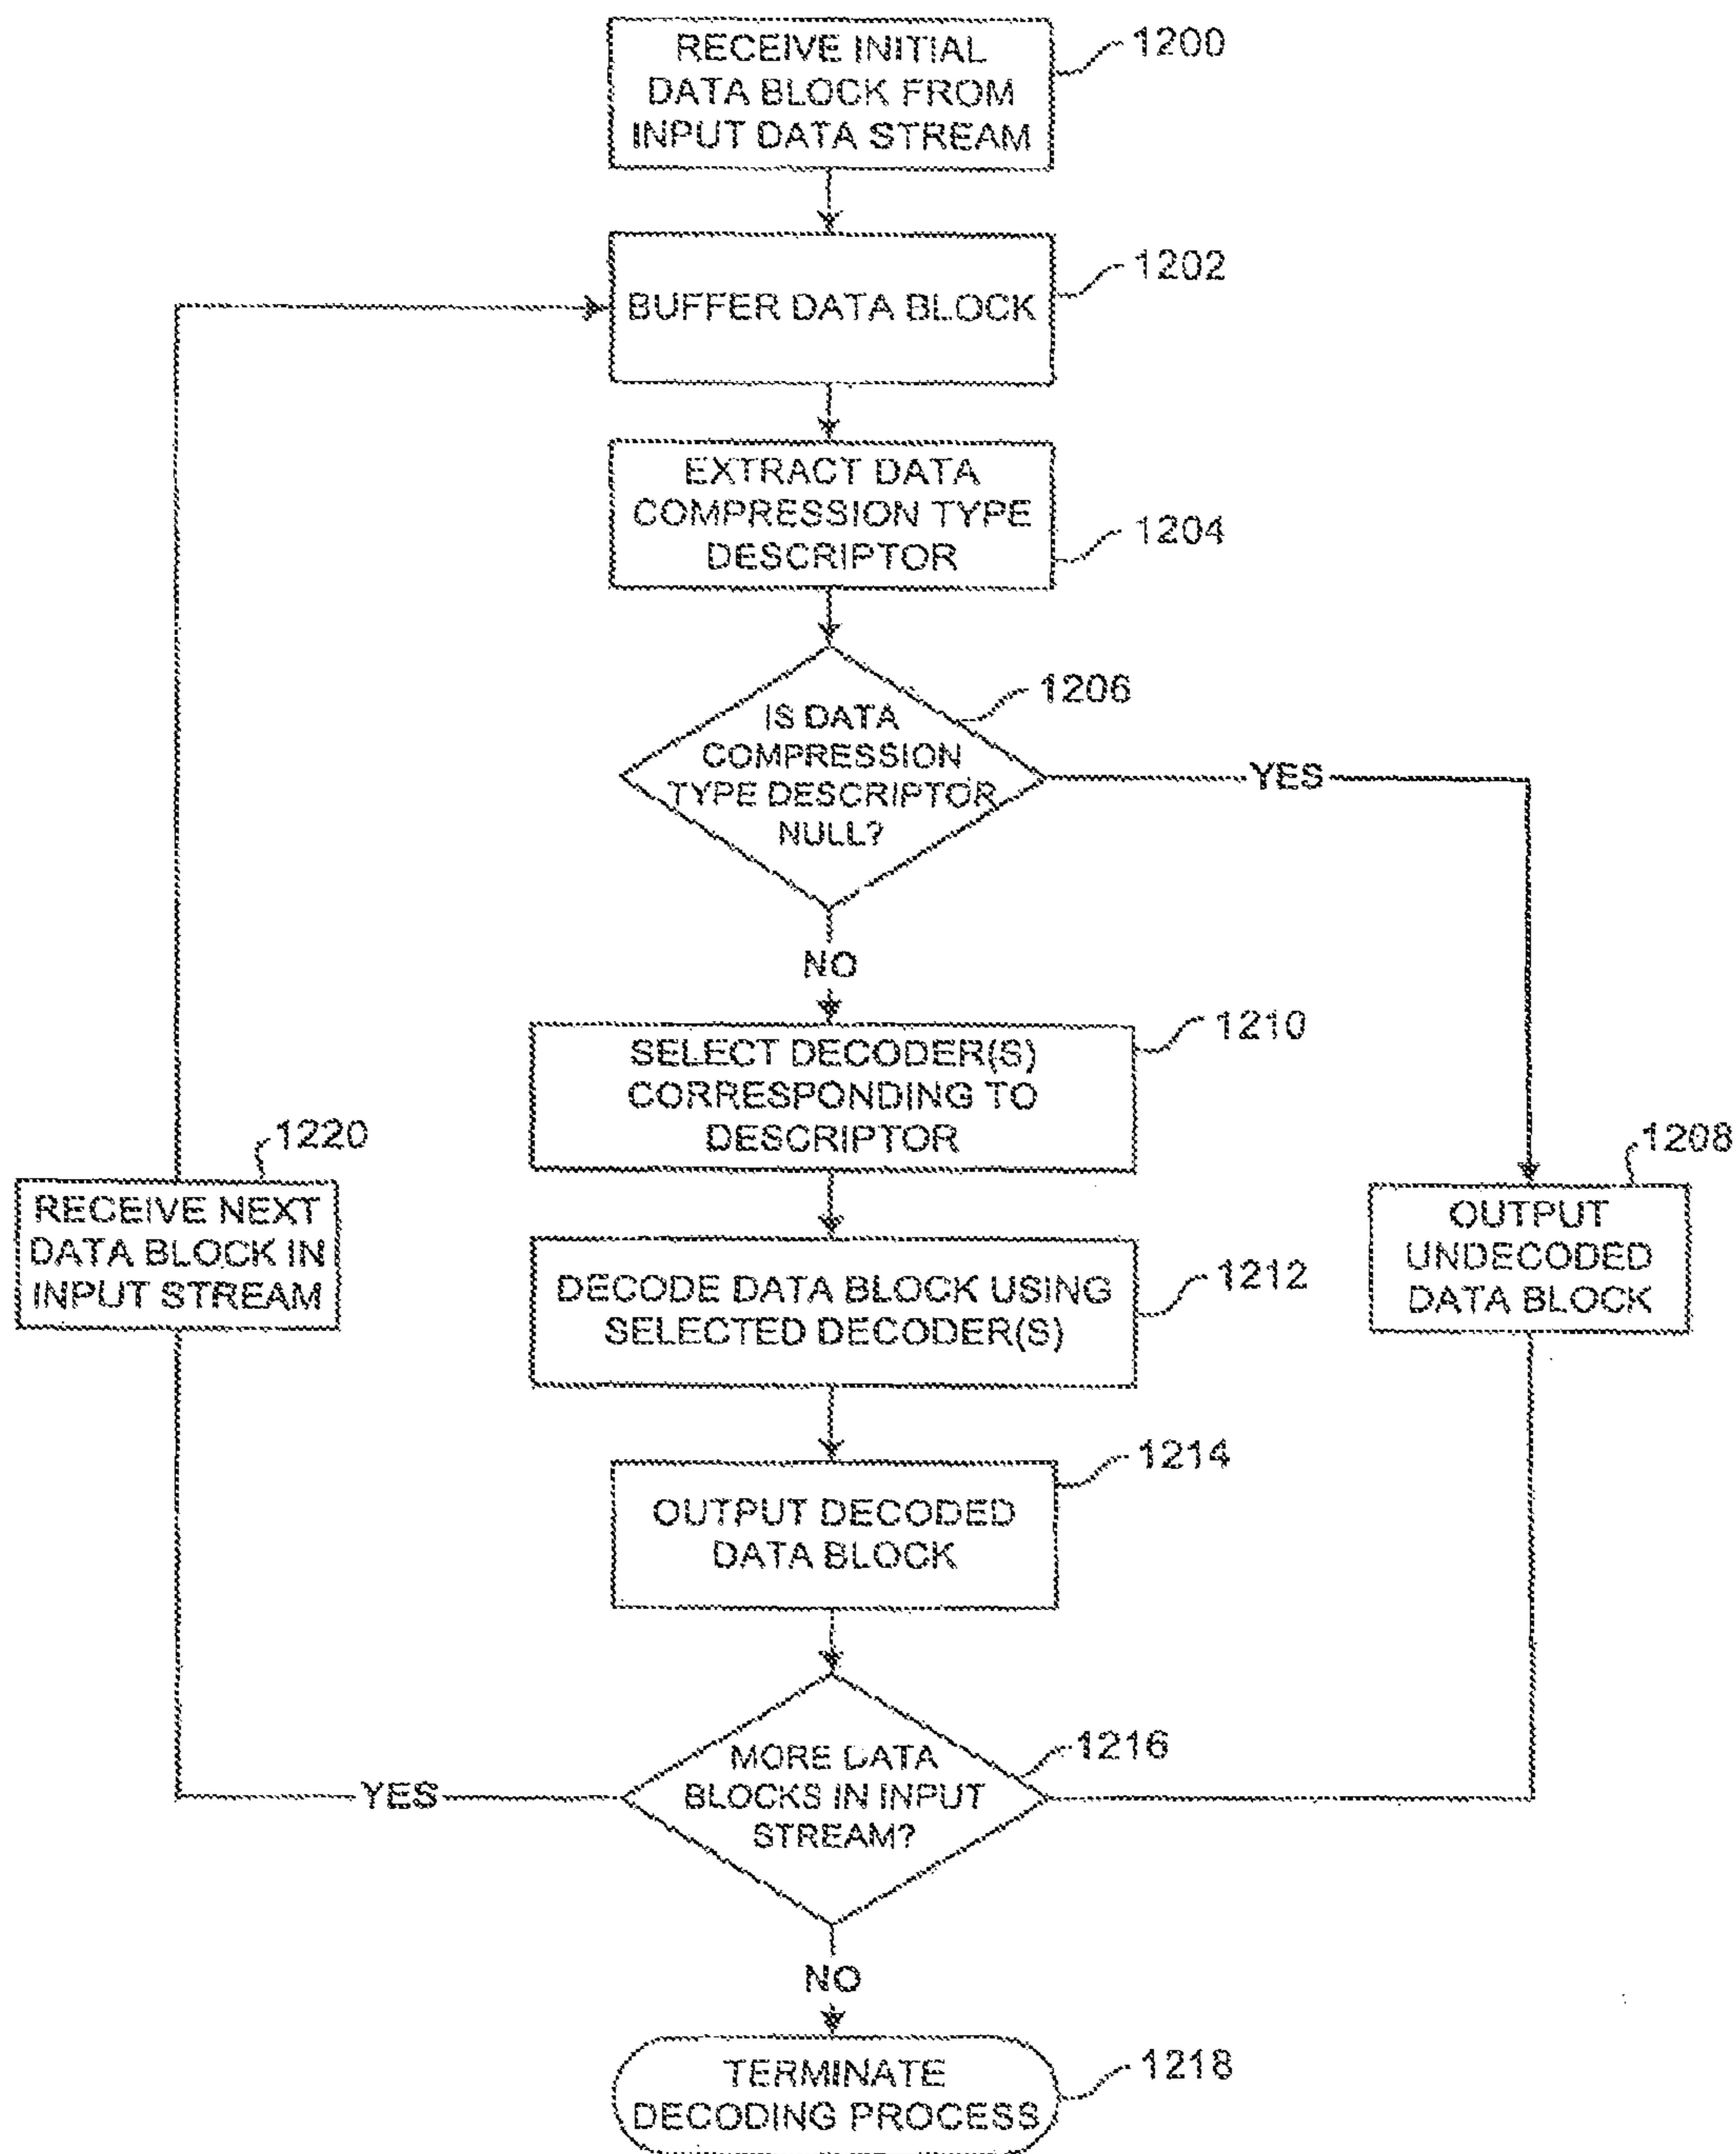 RECEIVE INITIAL
DATA BLOCK FROM
INPUT DATA STREAM
1200
BUFFER DATA BLOCK
1202
EXTRACT DATA
COMPRESSION TYPE
DESCRIPTOR
1204
IS DATA
COMPRESSION
TYPE DESCRIPTOR
NULL?
1206
YES
NO
SELECT DECODER(S)
CORRESPONDING TO
DESCRIPTOR
1210
1220
RECEIVE NEXT
DATA BLOCK IN
INPUT STREAM
1208
OUTPUT
UNDECODED
DATA BLOCK
DECODE DATA BLOCK USING
SELECTED DECODER(S)
1212
OUTPUT DECODED
DATA BLOCK
1214
MORE DATA
BLOCKS IN INPUT
STREAM?
1216
YES
NO
TERMINATE
DECODING PROCESS
1218